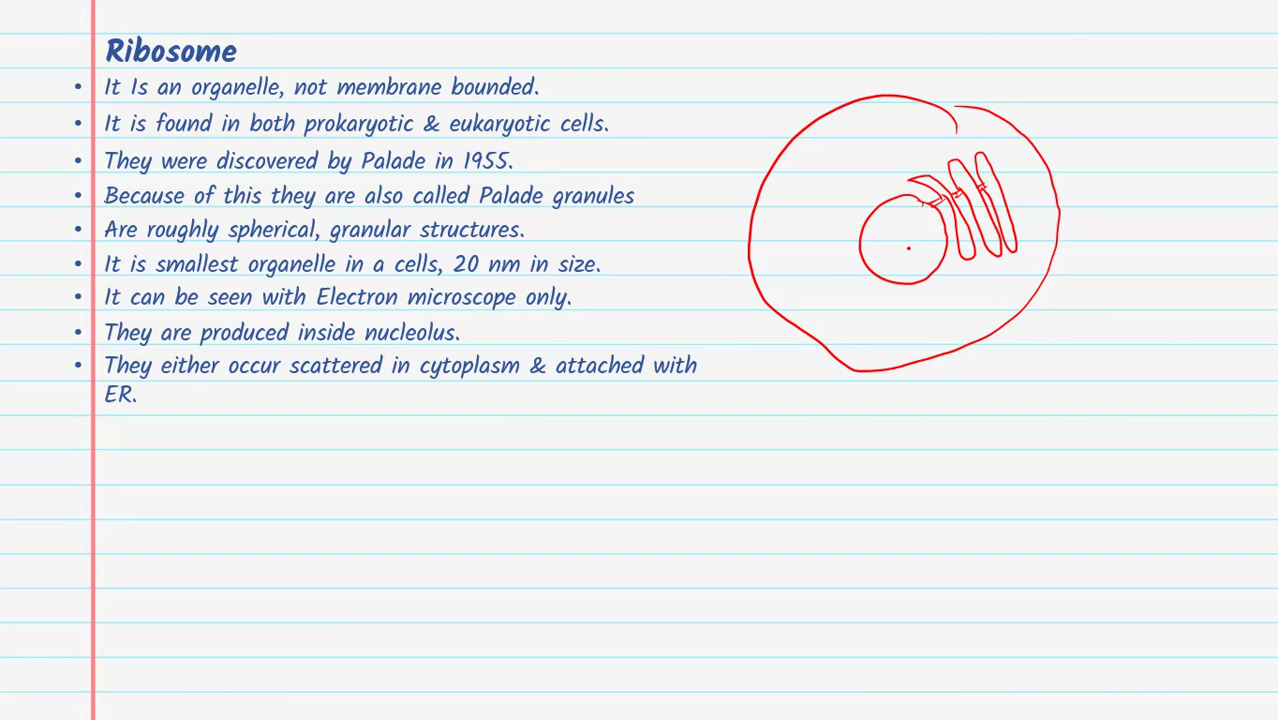 Ribosome
• It Is an organelle, not membrane bounded.
• It is found in both prokaryotic & eukaryotic cells.
• They were discovered by Palade in 1955.
• Because of this they are also called Palade granules
• Are roughly spherical, granular structures.
• It is smallest organelle in a cells, 20 nm in size.
• It can be seen with Electron microscope only.
• They are produced inside nucleolus.
• They either occur scattered in cytoplasm & attached with
ER.